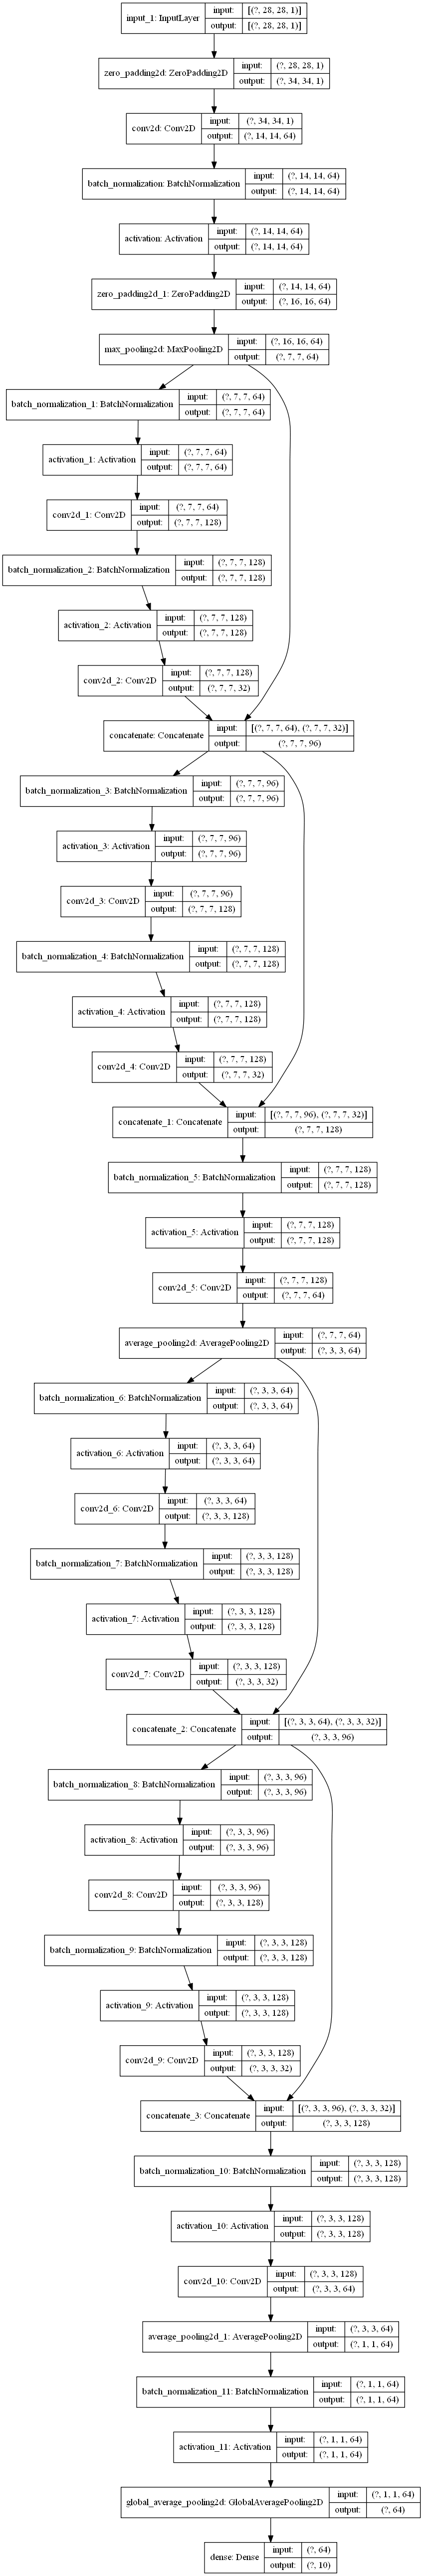 input_1: InputLayer
input: [(?, 28, 28, 1)]
output: [(?, 28, 28, 1)]
zero_padding2d: ZeroPadding2D
input: (?, 28, 28, 1)
output: (?, 34, 34, 1)
conv2d: Conv2D
input: (?, 34, 34, 1)
output: (?, 14, 14, 64)
batch_normalization: BatchNormalization
input: (?, 14, 14, 64)
output: (?, 14, 14, 64)
activation: Activation
input: (?, 14, 14, 64)
output: (?, 14, 14, 64)
zero_padding2d_1: ZeroPadding2D
input: (?, 14, 14, 64)
output: (?, 16, 16, 64)
max_pooling2d: MaxPooling2D
input: (?, 16, 16, 64)
output: (?, 7, 7, 64)
batch_normalization_1: BatchNormalization
input: (?, 7, 7, 64)
output: (?, 7, 7, 64)
activation_1: Activation
input: (?, 7, 7, 64)
output: (?, 7, 7, 64)
conv2d_1: Conv2D
input: (?, 7, 7, 64)
output: (?, 7, 7, 128)
batch_normalization_2: BatchNormalization
input: (?, 7, 7, 128)
output: (?, 7, 7, 128)
activation_2: Activation
input: (?, 7, 7, 128)
output: (?, 7, 7, 128)
conv2d_2: Conv2D
input: (?, 7, 7, 128)
output: (?, 7, 7, 32)
concatenate: Concatenate
input: [(?, 7, 7, 64), (?, 7, 7, 32)]
output: (?, 7, 7, 96)
batch_normalization_3: BatchNormalization
input: (?, 7, 7, 96)
output: (?, 7, 7, 96)
activation_3: Activation
input: (?, 7, 7, 96)
output: (?, 7, 7, 96)
conv2d_3: Conv2D
input: (?, 7, 7, 96)
output: (?, 7, 7, 128)
batch_normalization_4: BatchNormalization
input: (?, 7, 7, 128)
output: (?, 7, 7, 128)
activation_4: Activation
input: (?, 7, 7, 128)
output: (?, 7, 7, 128)
conv2d_4: Conv2D
input: (?, 7, 7, 128)
output: (?, 7, 7, 32)
concatenate_1: Concatenate
input: [(?, 7, 7, 96), (?, 7, 7, 32)]
output: (?, 7, 7, 128)
batch_normalization_5: BatchNormalization
input: (?, 7, 7, 128)
output: (?, 7, 7, 128)
activation_5: Activation
input: (?, 7, 7, 128)
output: (?, 7, 7, 128)
conv2d_5: Conv2D
input: (?, 7, 7, 128)
output: (?, 7, 7, 64)
average_pooling2d: AveragePooling2D
input: (?, 7, 7, 64)
output: (?, 3, 3, 64)
batch_normalization_6: BatchNormalization
input: (?, 3, 3, 64)
output: (?, 3, 3, 64)
activation_6: Activation
input: (?, 3, 3, 64)
output: (?, 3, 3, 64)
conv2d_6: Conv2D
input: (?, 3, 3, 64)
output: (?, 3, 3, 128)
batch_normalization_7: BatchNormalization
input: (?, 3, 3, 128)
output: (?, 3, 3, 128)
activation_7: Activation
input: (?, 3, 3, 128)
output: (?, 3, 3, 128)
conv2d_7: Conv2D
input: (?, 3, 3, 128)
output: (?, 3, 3, 32)
concatenate_2: Concatenate
input: [(?, 3, 3, 64), (?, 3, 3, 32)]
output: (?, 3, 3, 96)
batch_normalization_8: BatchNormalization
input: (?, 3, 3, 96)
output: (?, 3, 3, 96)
activation_8: Activation
input: (?, 3, 3, 96)
output: (?, 3, 3, 96)
conv2d_8: Conv2D
input: (?, 3, 3, 96)
output: (?, 3, 3, 128)
batch_normalization_9: BatchNormalization
input: (?, 3, 3, 128)
output: (?, 3, 3, 128)
activation_9: Activation
input: (?, 3, 3, 128)
output: (?, 3, 3, 128)
conv2d_9: Conv2D
input: (?, 3, 3, 128)
output: (?, 3, 3, 32)
concatenate_3: Concatenate
input: [(?, 3, 3, 96), (?, 3, 3, 32)]
output: (?, 3, 3, 128)
batch_normalization_10: BatchNormalization
input: (?, 3, 3, 128)
output: (?, 3, 3, 128)
activation_10: Activation
input: (?, 3, 3, 128)
output: (?, 3, 3, 128)
conv2d_10: Conv2D
input: (?, 3, 3, 128)
output: (?, 3, 3, 64)
average_pooling2d_1: AveragePooling2D
input: (?, 3, 3, 64)
output: (?, 1, 1, 64)
batch_normalization_11: BatchNormalization
input: (?, 1, 1, 64)
output: (?, 1, 1, 64)
activation_11: Activation
input: (?, 1, 1, 64)
output: (?, 1, 1, 64)
global_average_pooling2d: GlobalAveragePooling2D
input: (?, 1, 1, 64)
output: (?, 64)
dense: Dense
input: (?, 64)
output: (?, 10)